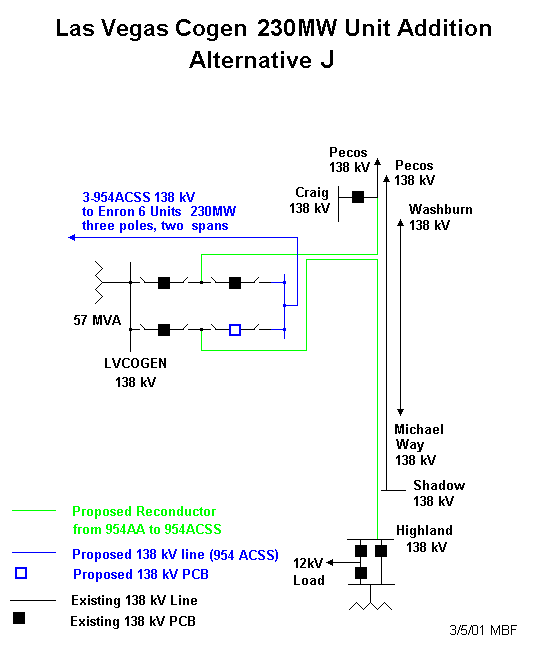 Las Vegas Cogen 230MW Unit Addition
Alternative J
Pecos
138 kV
Pecos
138 kV
Craig
138 kV
Washburn
138 kV
3-954ACSS 138 kV
to Enron 6 Units 230MW
three poles, two spans
57 MVA
LVCOGEN
138 kV
Michael
Way
138 kV
Shadow
138 kV
Highland
138 kV
12kV
Load
Proposed Reconductor
from 954AA to 954ACSS
Proposed 138 kV line (954 ACSS)
Proposed 138 kV PCB
Existing 138 kV Line
Existing 138 kV PCB
3/5/01 MBF